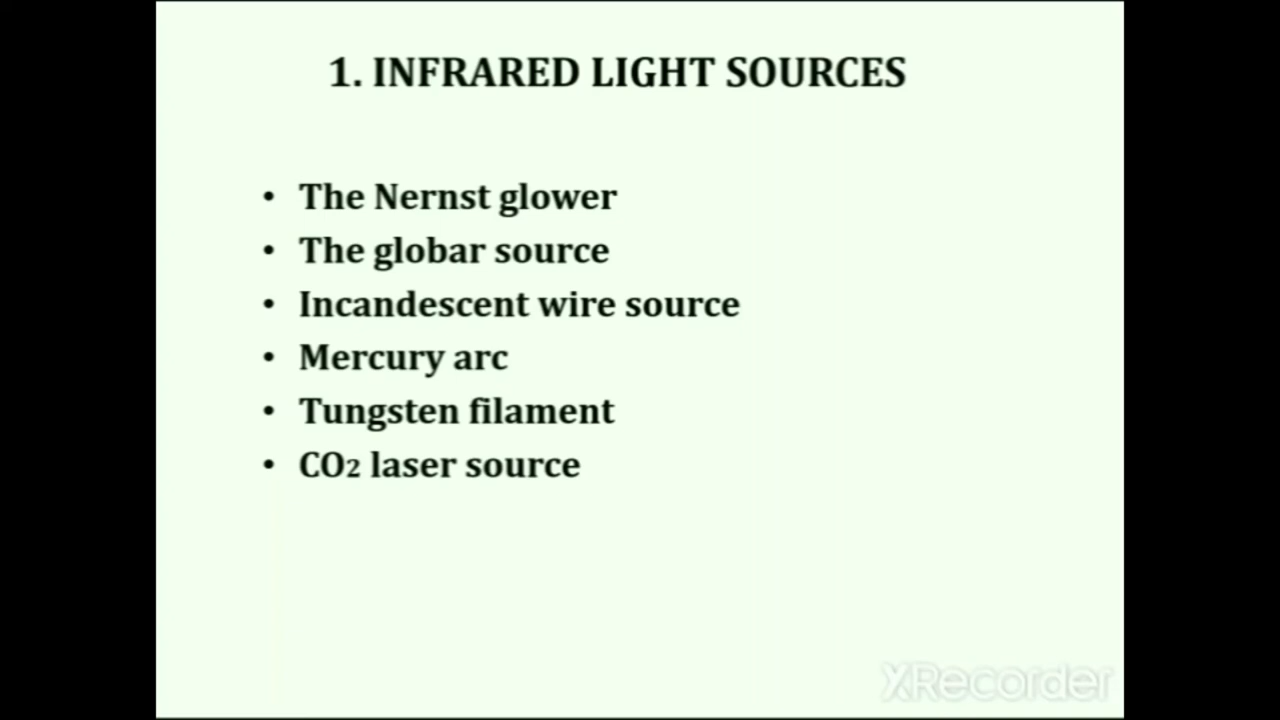 1. INFRARED LIGHT SOURCES
• The Nernst glower
• The globar source
• Incandescent wire source
• Mercury arc
• Tungsten filament
• CO2 laser source
XRecorder